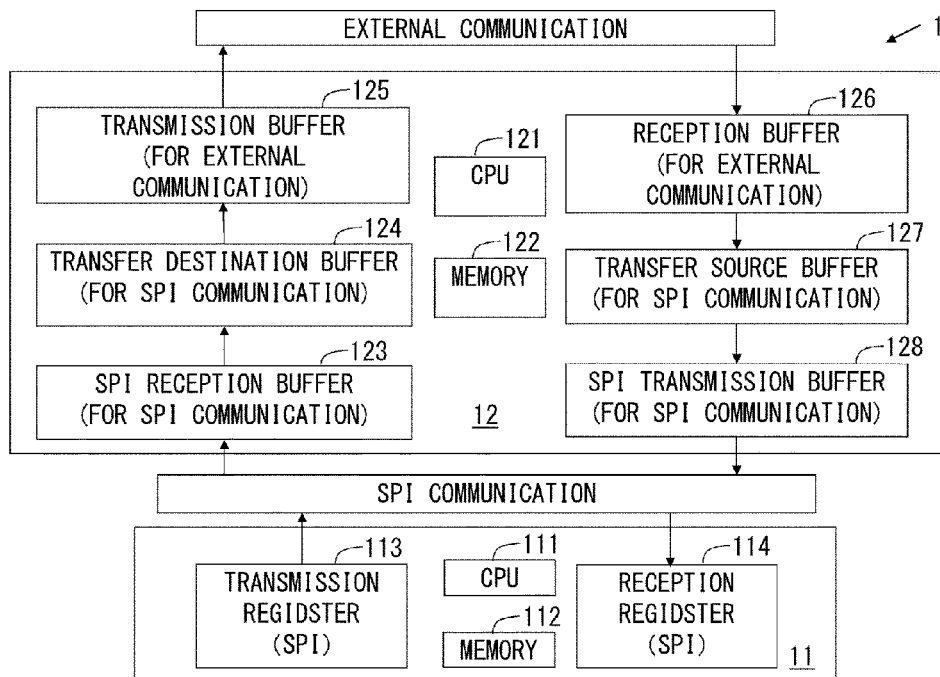 EXTERNAL COMMUNICATION
1
125
TRANSMISSION BUFFER
(FOR EXTERNAL
COMMUNICATION)
121
CPU
126
RECEPTION BUFFER
(FOR EXTERNAL
COMMUNICATION)
124
TRANSFER DESTINATION BUFFER
(FOR SPI COMMUNICATION)
122
MEMORY
127
TRANSFER SOURCE BUFFER
(FOR SPI COMMUNICATION)
123
SPI RECEPTION BUFFER
(FOR SPI COMMUNICATION)
12
128
SPI TRANSMISSION BUFFER
(FOR SPI COMMUNICATION)
SPI COMMUNICATION
113
TRANSMISSION
REGIDSTER
(SPI)
111
CPU
112
MEMORY
114
RECEPTION
REGIDSTER
(SPI)
11